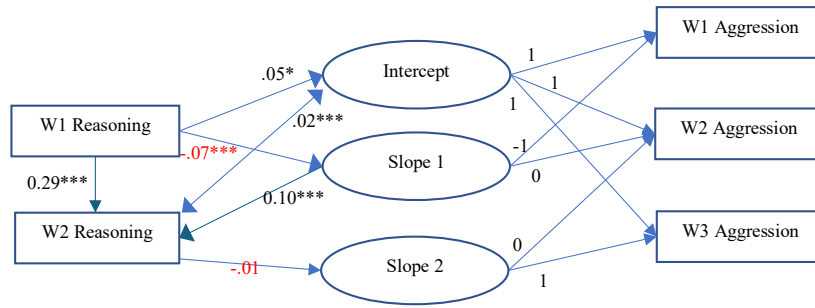 W1 Aggression
1
Intercept
.05*
1
1
W1 Reasoning
.02***
W2 Aggression
-.07***
-1
Slope 1
0
0.29***
0.10***
W2 Reasoning
W3 Aggression
0
-.01
Slope 2
1